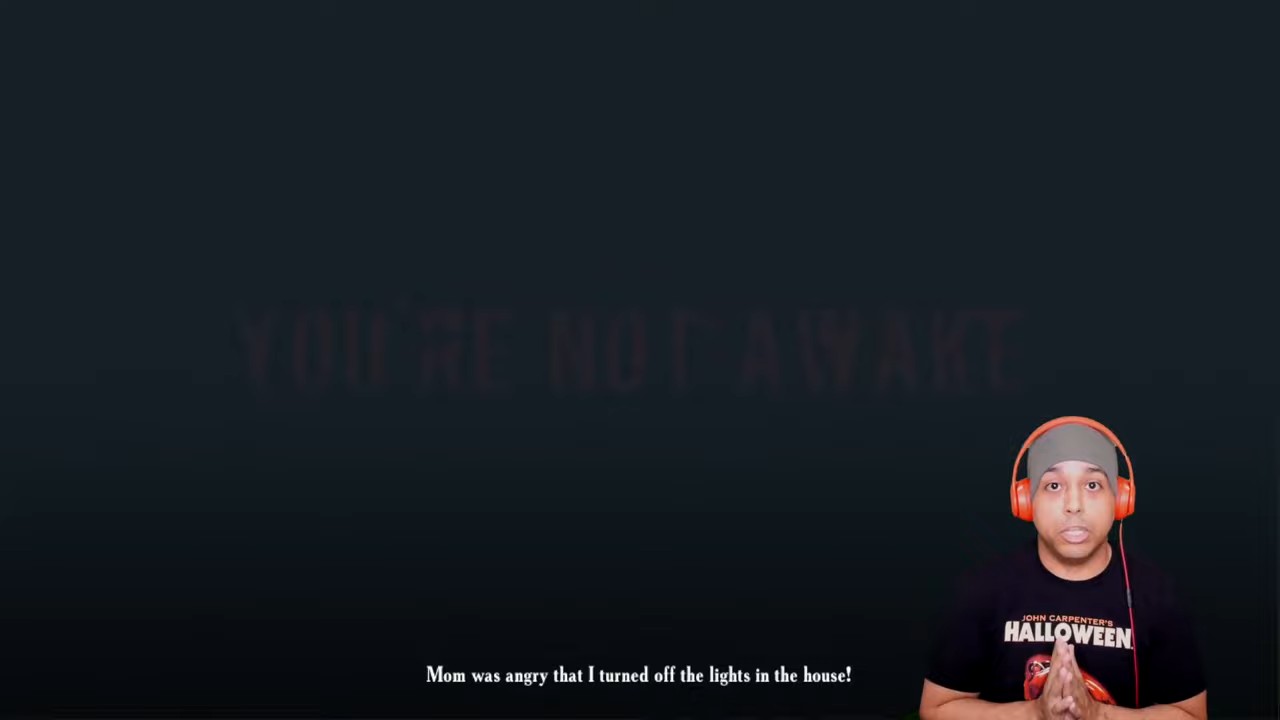 YOU'RE NOT AWAKE
JOHN CARPENTER'S
HALLOWEEN
Mom was angry that I turned off the lights in the house!